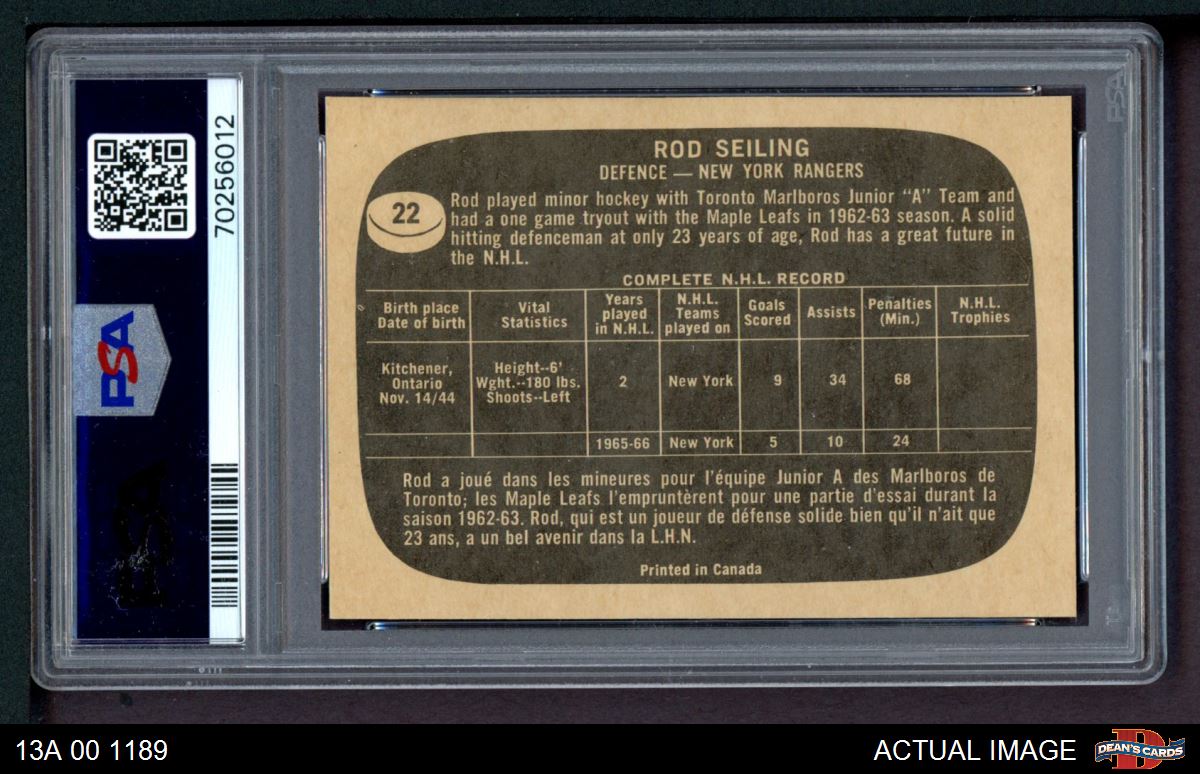 70256012
PSA
PSA
ROD SEILING
DEFENCE — NEW YORK RANGERS
22
Rod played minor hockey with Toronto Marlboros Junior "A" Team and
had a one game tryout with the Maple Leafs in 1962-63 season. A solid
hitting defenceman at only 23 years of age, Rod has a great future in
the N.H.L.
COMPLETE N.H.L. RECORD
Birth place
Date of birth
Vital
Statistics
Years
played
in N.H.L.
N.H.L.
Teams
played on
Goals
Scored
Assists
Penalties
(Min.)
N.H.L.
Trophies
Kitchener,
Ontario
Nov. 14/44
Height--6'
Wght.--180 lbs.
Shoots--Left
2
New York
9
34
68
1965-66
New York
5
10
24
Rod a joué dans les mineures pour l'équipe Junior A des Marlboros de
Toronto; les Maple Leafs l'empruntèrent pour une partie d'essai durant la
saison 1962-63. Rod, qui est un joueur de défense solide bien qu'il n'ait que
23 ans, a un bel avenir dans la L.H.N.
Printed in Canada
13A 00 1189
ACTUAL IMAGE
DEAN'S CARDS